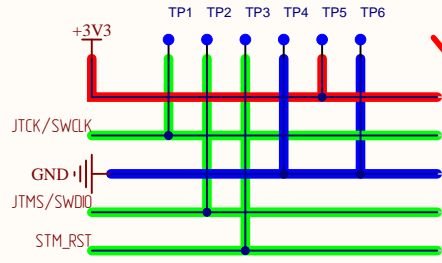 TP1 TP2 TP3 TP4 TP5 TP6
+3V3
JTCK/SWCLK
GND
JTMS/SWDIO
STM_RST